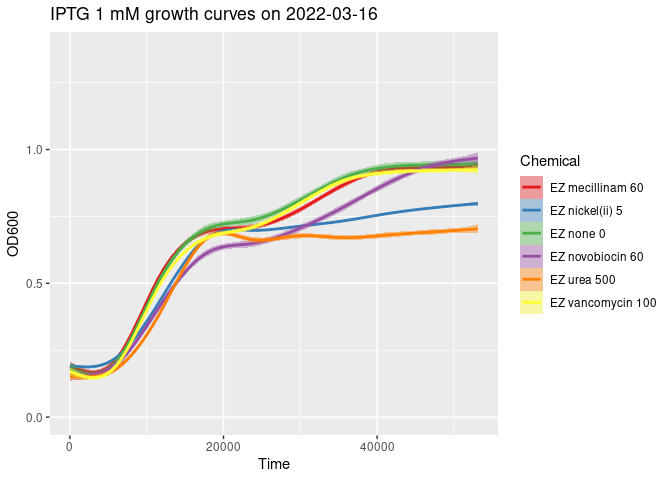 IPTG 1 mM growth curves on 2022-03-16
OD600
1.0
0.5
0.0
0
20000
40000
Time
Chemical
EZ mecillinam 60
EZ nickel(ii) 5
EZ none 0
EZ novobiocin 60
EZ urea 500
EZ vancomycin 100